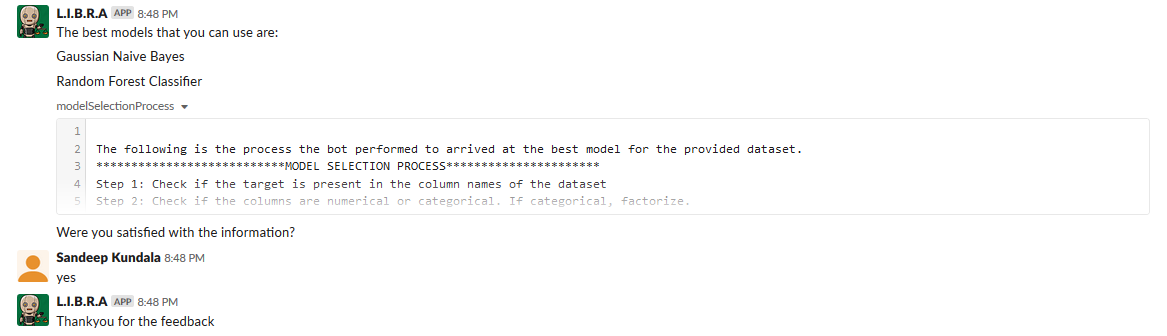 L.I.B.R.A APP 8:48 PM
The best models that you can use are:
Gaussian Naive Bayes
Random Forest Classifier
modelSelectionProcess
1
2 The following is the process the bot performed to arrived at the best model for the provided dataset.
3 ***************************MODEL SELECTION PROCESS**********************
4 Step 1: Check if the target is present in the column names of the dataset
5 Step 2: Check if the columns are numerical or categorical. If categorical, factorize.
Were you satisfied with the information?
Sandeep Kundala 8:48 PM
yes
L.I.B.R.A APP 8:48 PM
Thankyou for the feedback